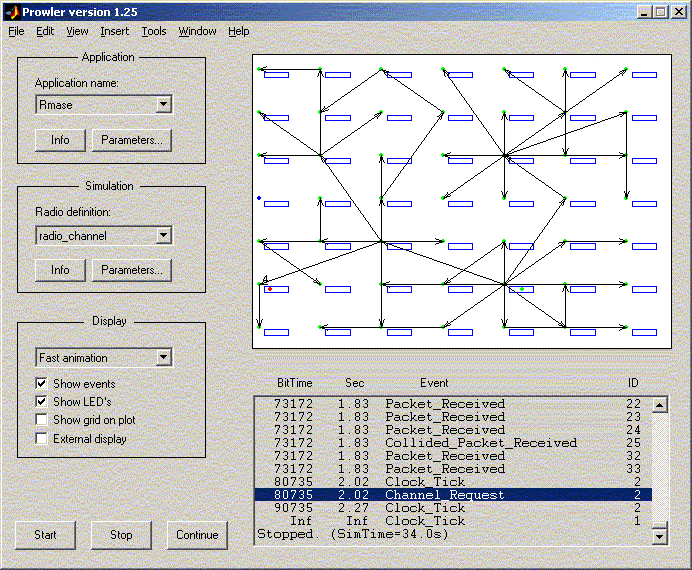 Prowler version 1.25
File Edit View Insert Tools Window Help
Application
Application name:
Rmase
Info Parameters...
Simulation
Radio definition:
radio_channel
Info Parameters...
Display
Fast animation
Show events
Show LED's
Show grid on plot
External display
Start Stop Continue
4
BitTime Sec Event ID
73172 1.83 Packet_Received 22
73172 1.83 Packet_Received 23
73172 1.83 Packet_Received 24
73172 1.83 Collided_Packet_Received 25
73172 1.83 Packet_Received 32
73172 1.83 Packet_Received 33
80735 2.02 Clock_Tick 2
80735 2.02 Channel_Request 2
90735 2.27 Clock_Tick 2
Inf Inf Clock_Tick 1
Stopped. (SimTime=34.0s)